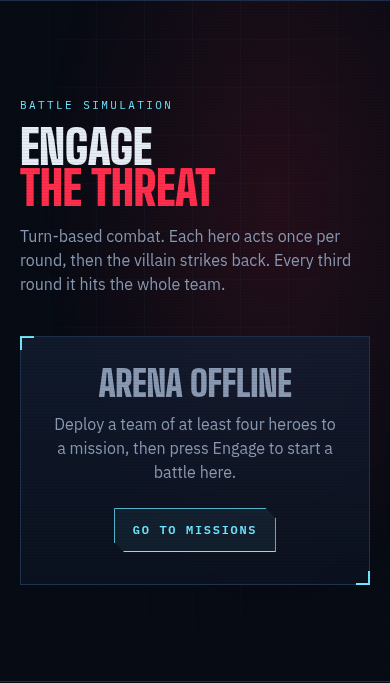 BATTLE SIMULATION
ENGAGE
THE THREAT
Turn-based combat. Each hero acts once per
round, then the villain strikes back. Every third
round it hits the whole team.
ARENA OFFLINE
Deploy a team of at least four heroes to
a mission, then press Engage to start a
battle here.
GO TO MISSIONS